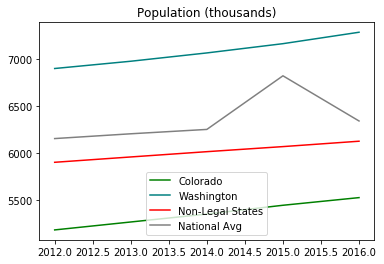 Population (thousands)
7000
6500
6000
5500
Colorado
Washington
Non-Legal States
National Avg
2012.0 2012.5 2013.0 2013.5 2014.0 2014.5 2015.0 2015.5 2016.0